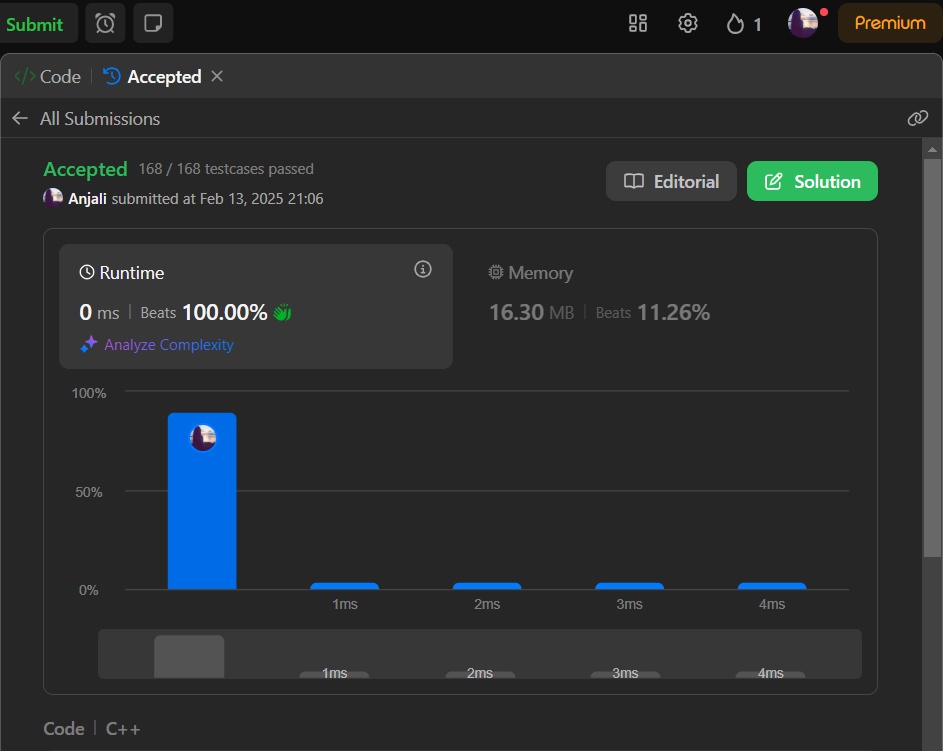 Submit 1 Premium
</> Code Accepted ×
All Submissions
Accepted 168 / 168 testcases passed
Anjali submitted at Feb 13, 2025 21:06
Editorial Solution
Runtime
0 ms | Beats 100.00%
Analyze Complexity
Memory
16.30 MB | Beats 11.26%
100%
50%
0%
1ms 2ms 3ms 4ms
1ms 2ms 3ms 4ms
Code | C++